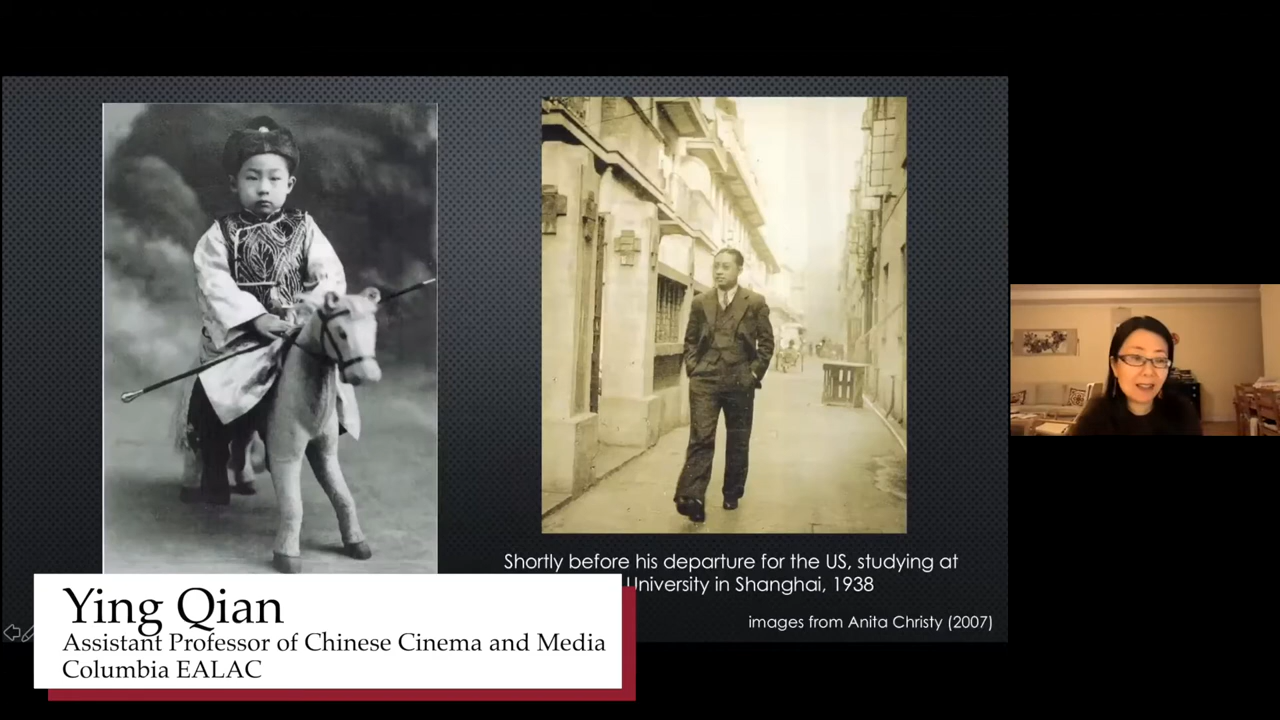 Shortly before his departure for the US, studying at
University in Shanghai, 1938
images from Anita Christy (2007)
Ying Qian
Assistant Professor of Chinese Cinema and Media
Columbia EALAC